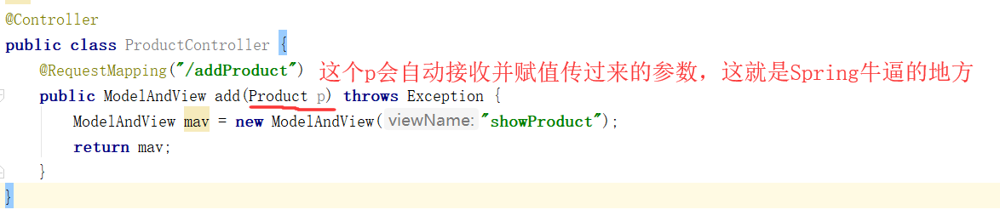 @Controller
public class ProductController {
@RequestMapping("/addProduct") 这个p会自动接收并赋值传过来的参数，这就是Spring牛逼的地方
public ModelAndView add(Product p) throws Exception {
ModelAndView mav = new ModelAndView( viewName: "showProduct");
return mav;
}
}